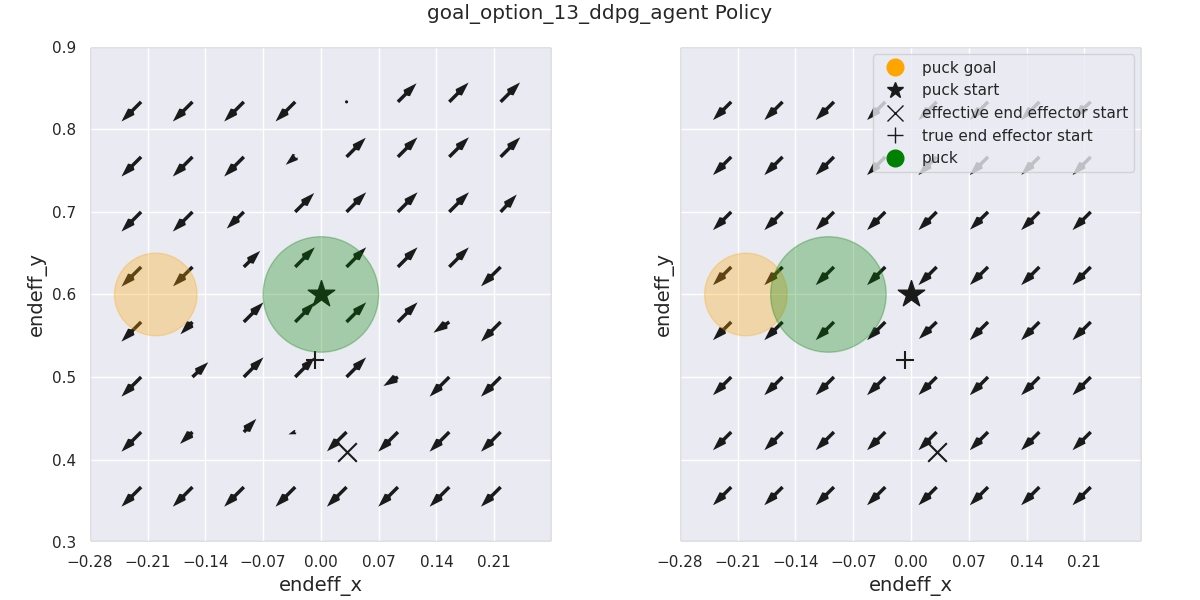 goal_option_13_ddpg_agent Policy
0.9
0.8
0.7
0.6
0.5
0.4
0.3
endeff_y
−0.28 −0.21 −0.14 −0.07 0.00 0.07 0.14 0.21
endeff_x
puck goal
puck start
effective end effector start
true end effector start
puck
endeff_y
−0.28 −0.21 −0.14 −0.07 0.00 0.07 0.14 0.21
endeff_x